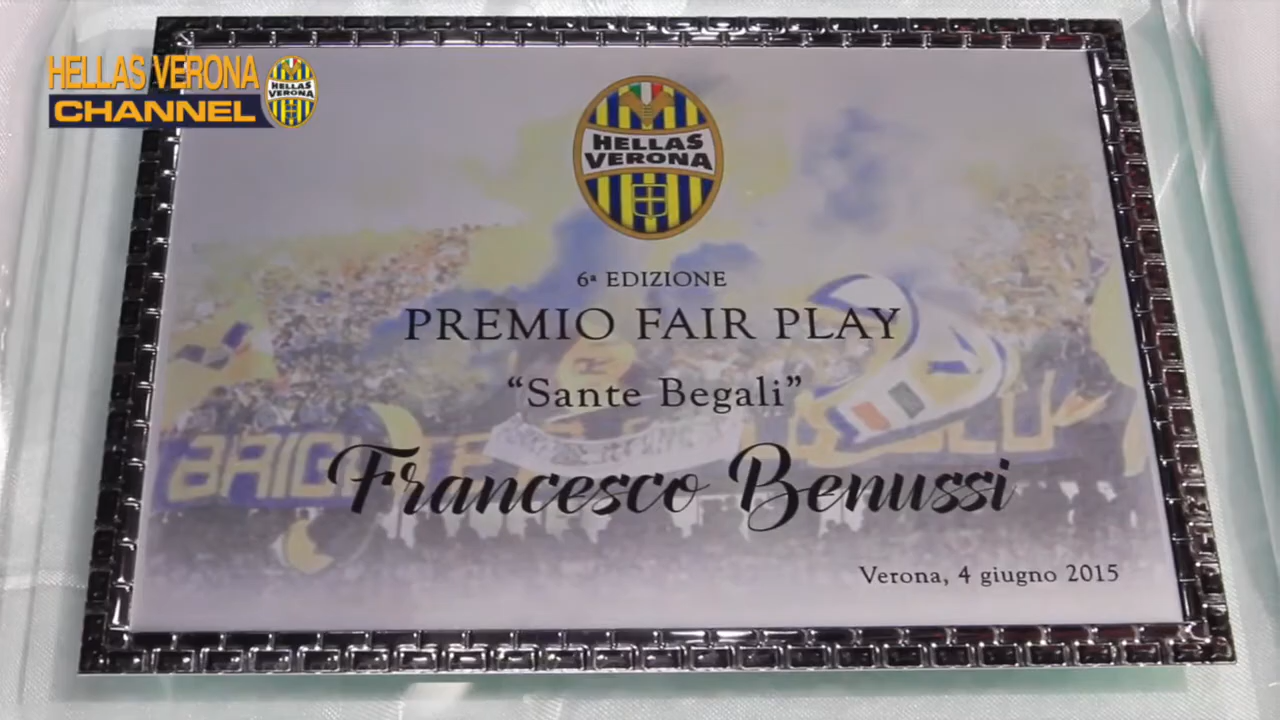 HELLAS VERONA
CHANNEL
HELLAS
VERONA
HELLAS
VERONA
6ª EDIZIONE
PREMIO FAIR PLAY
“Sante Begali”
Francesco Benussi
Verona, 4 giugno 2015